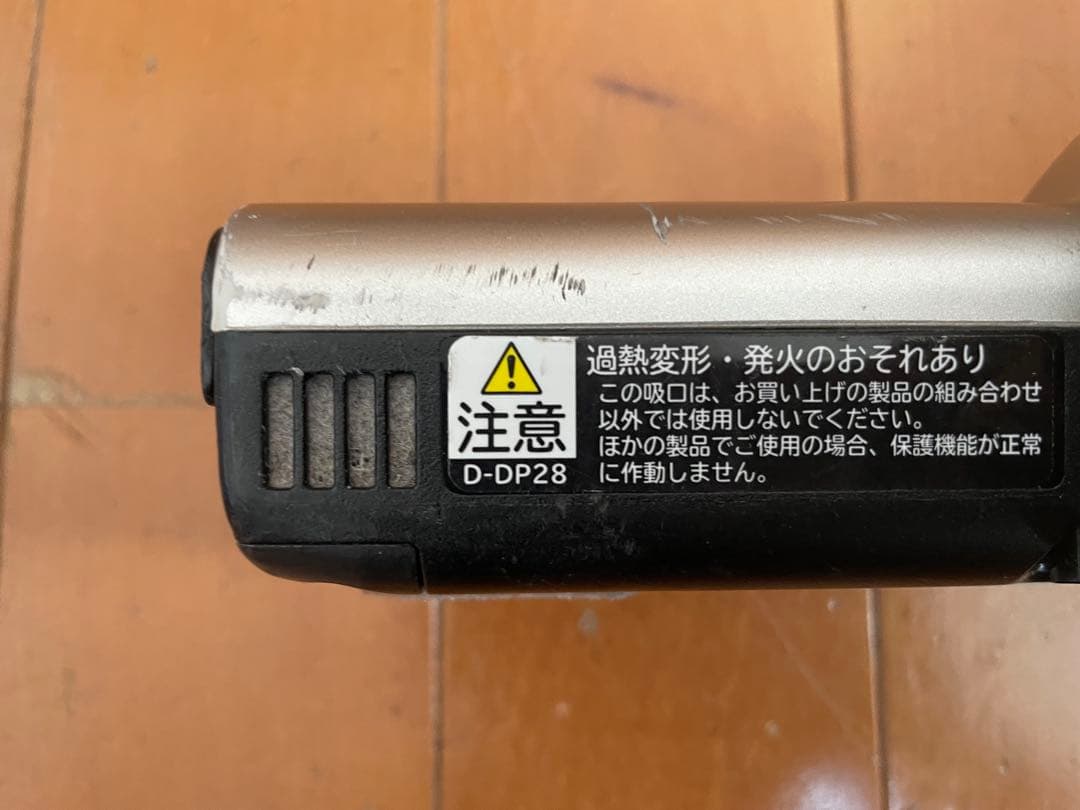 過熱変形・発火のおそれあり
この吸口は、お買い上げの製品の組み合わせ
以外では使用しないでください。
ほかの製品でご使用の場合、保護機能が正常
に作動しません。
注意
D-DP28